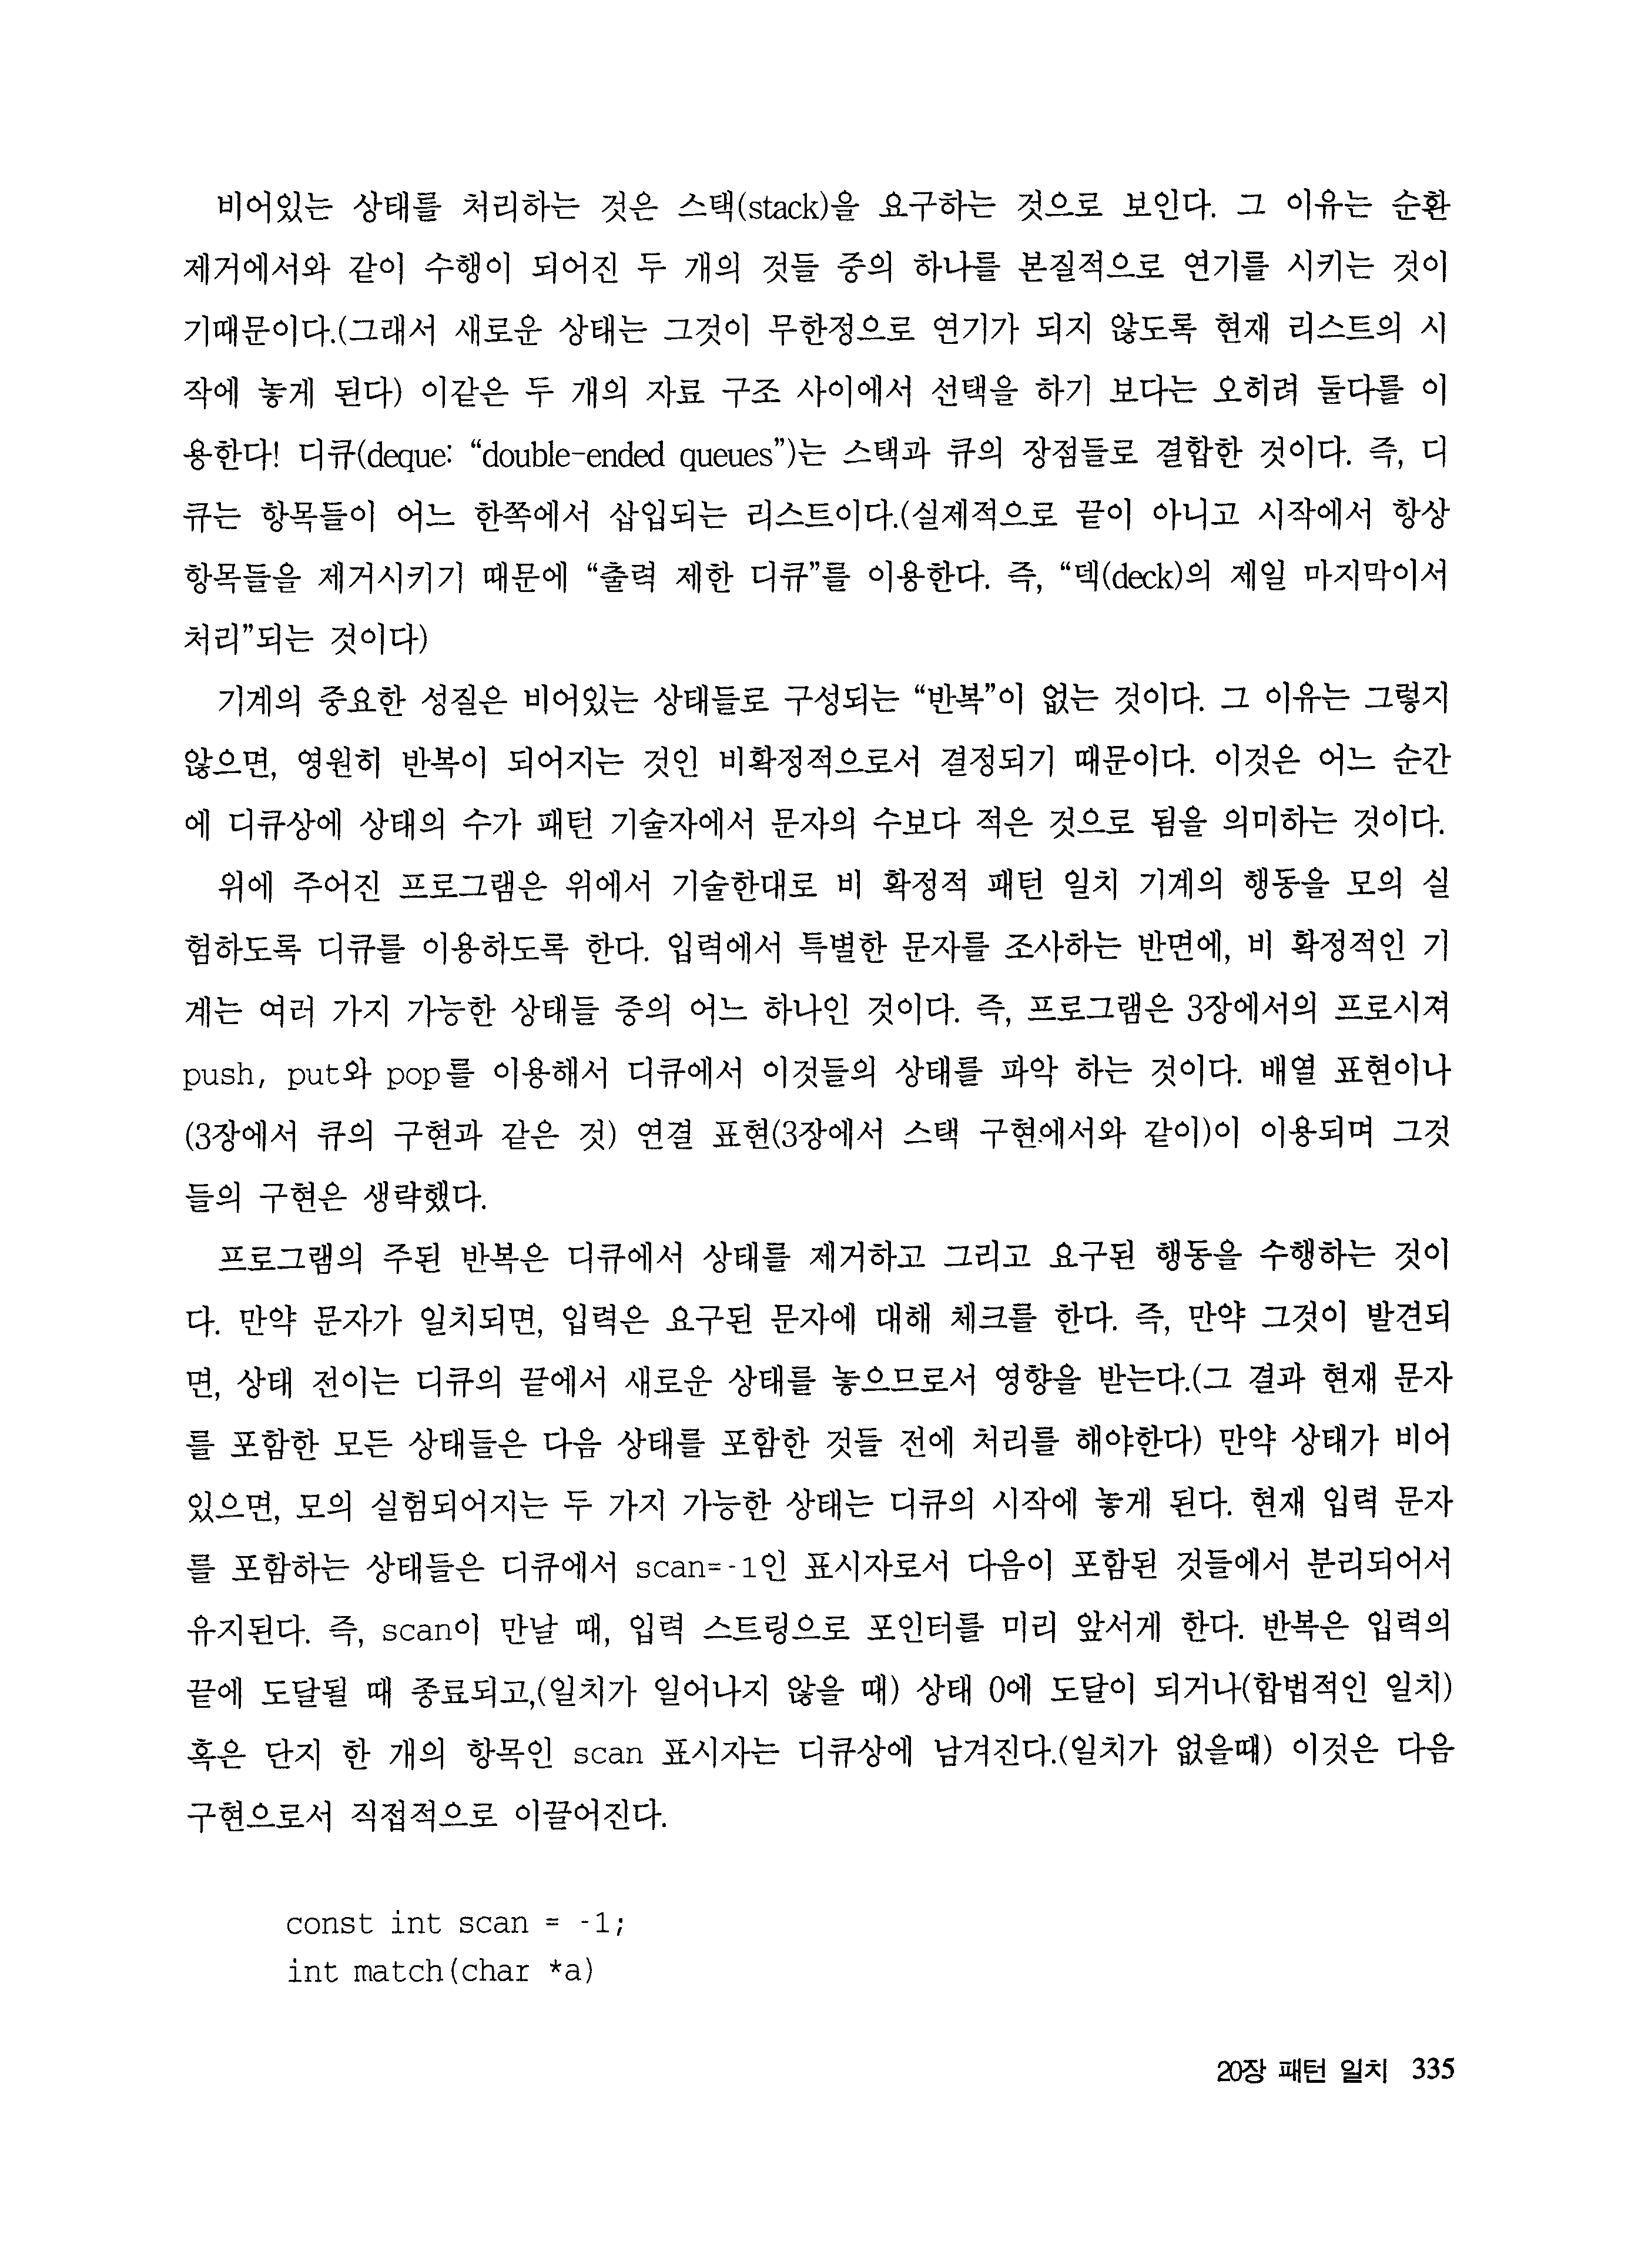 비어있는 상태를 처리하는 것은 스택(stack)을 요구하는 것으로 보인다. 그 이유는 순환
제거에서와 같이 수행이 되어진 두 개의 것들 중의 하나를 본질적으로 연기를 시키는 것이
기때문이다.(그래서 새로운 상태는 그것이 무한정으로 연기가 되지 않도록 현재 리스트의 시
작에 놓게 된다) 이같은 두 개의 자료 구조 사이에서 선택을 하기 보다는 오히려 둘다를 이
용한다! 디큐(deque: “double-ended queues”)는 스택과 큐의 장점들로 결합한 것이다. 즉, 디
큐는 항목들이 어느 한쪽에서 삽입되는 리스트이다.(실제적으로 끝이 아니고 시작에서 항상
항목들을 제거시키기 때문에 “출력 제한 디큐”를 이용한다. 즉, “덱(deck)의 제일 마지막이서
처리”되는 것이다)
기계의 중요한 성질은 비어있는 상태들로 구성되는 “반복”이 없는 것이다. 그 이유는 그렇지
않으면, 영원히 반복이 되어지는 것인 비확정적으로서 결정되기 때문이다. 이것은 어느 순간
에 디큐상에 상태의 수가 패턴 기술자에서 문자의 수보다 적은 것으로 됨을 의미하는 것이다.
위에 주어진 프로그램은 위에서 기술한대로 비 확정적 패턴 일치 기계의 행동을 모의 실
험하도록 디큐를 이용하도록 한다. 입력에서 특별한 문자를 조사하는 반면에, 비 확정적인 기
계는 여러 가지 가능한 상태들 중의 어느 하나인 것이다. 즉, 프로그램은 3장에서의 프로시져
push, put와 pop를 이용해서 디큐에서 이것들의 상태를 파악 하는 것이다. 배열 표현이나
(3장에서 큐의 구현과 같은 것) 연결 표현(3장에서 스택 구현에서와 같이)이 이용되며 그것
들의 구현은 생략했다.
프로그램의 주된 반복은 디큐에서 상태를 제거하고 그리고 요구된 행동을 수행하는 것이
다. 만약 문자가 일치되면, 입력은 요구된 문자에 대해 체크를 한다. 즉, 만약 그것이 발견되
면, 상태 전이는 디큐의 끝에서 새로운 상태를 놓으므로서 영향을 받는다.(그 결과 현재 문자
를 포함한 모든 상태들은 다음 상태를 포함한 것들 전에 처리를 해야한다) 만약 상태가 비어
있으면, 모의 실험되어지는 두 가지 가능한 상태는 디큐의 시작에 놓게 된다. 현재 입력 문자
를 포함하는 상태들은 디큐에서 scan=-1인 표시자로서 다음이 포함된 것들에서 분리되어서
유지된다. 즉, scan이 만날 때, 입력 스트링으로 포인터를 미리 앞서게 한다. 반복은 입력의
끝에 도달될 때 종료되고,(일치가 일어나지 않을 때) 상태 0에 도달이 되거나(합법적인 일치)
혹은 단지 한 개의 항목인 scan 표시자는 디큐상에 남겨진다.(일치가 없을때) 이것은 다음
구현으로서 직접적으로 이끌어진다.
const int scan = -1;
int match(char *a)
20장 패턴 일치 335